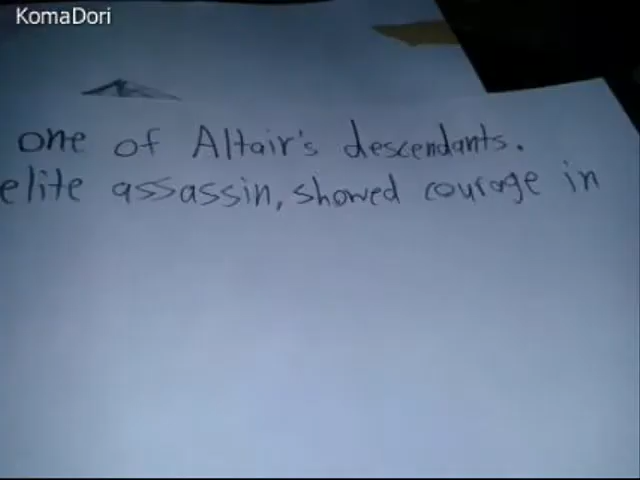 KomaDori
one of Altair's descendants.
elite assassin, showed courage in